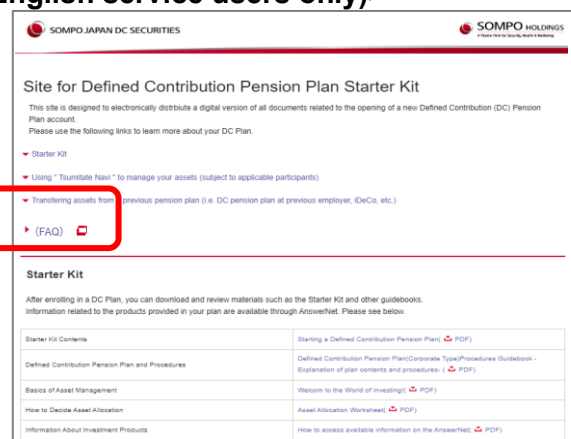 English service users only)
SOMPO JAPAN DC SECURITIES
SOMPO HOLDINGS
Site for Defined Contribution Pension Plan Starter Kit
This site is designed to electronically distrbiute a digital version of all documents related to the opening of a new Defined Contribution (DC) Pension
Plan account.
Please use the following links to learn more about your DC Plan.
Starter Kit
Using " Tsumitate Navi " to manage your assets (subject to applicable participants)
Transfering assets from previous pension plan (i.e. DC pension plan at previous employer, iDeCo, etc.)
(FAQ)
Starter Kit
After enrolling in a DC Plan, you can download and review materials such as the Starter Kit and other guidebooks.
Information related to the products provided in your plan are available through AnswerNet. Please see below.
Starter Kit Contents
Starting a Defined Contribution Pension Plan( PDF)
Defined Contribution Pension Plan and Procedures
Defined Contribution Pension Plan(Corporate Type)Procedures Guidebook -
Explanation of plan contents and procedures- ( PDF)
Basics of Asset Management
Welcom to the World of Investing!( PDF)
How to Decide Asset Allocation
Asset Allocation Worksheet( PDF)
Information About Investment Products
How to access available information on the AnswerNet( PDF)